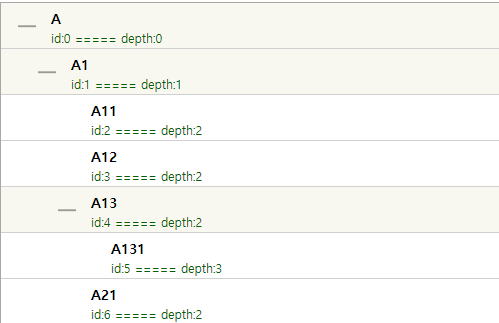 A
id:0 ===== depth:0
A1
id:1 ===== depth:1
A11
id:2 ===== depth:2
A12
id:3 ===== depth:2
A13
id:4 ===== depth:2
A131
id:5 ===== depth:3
A21
id:6 ===== depth:2